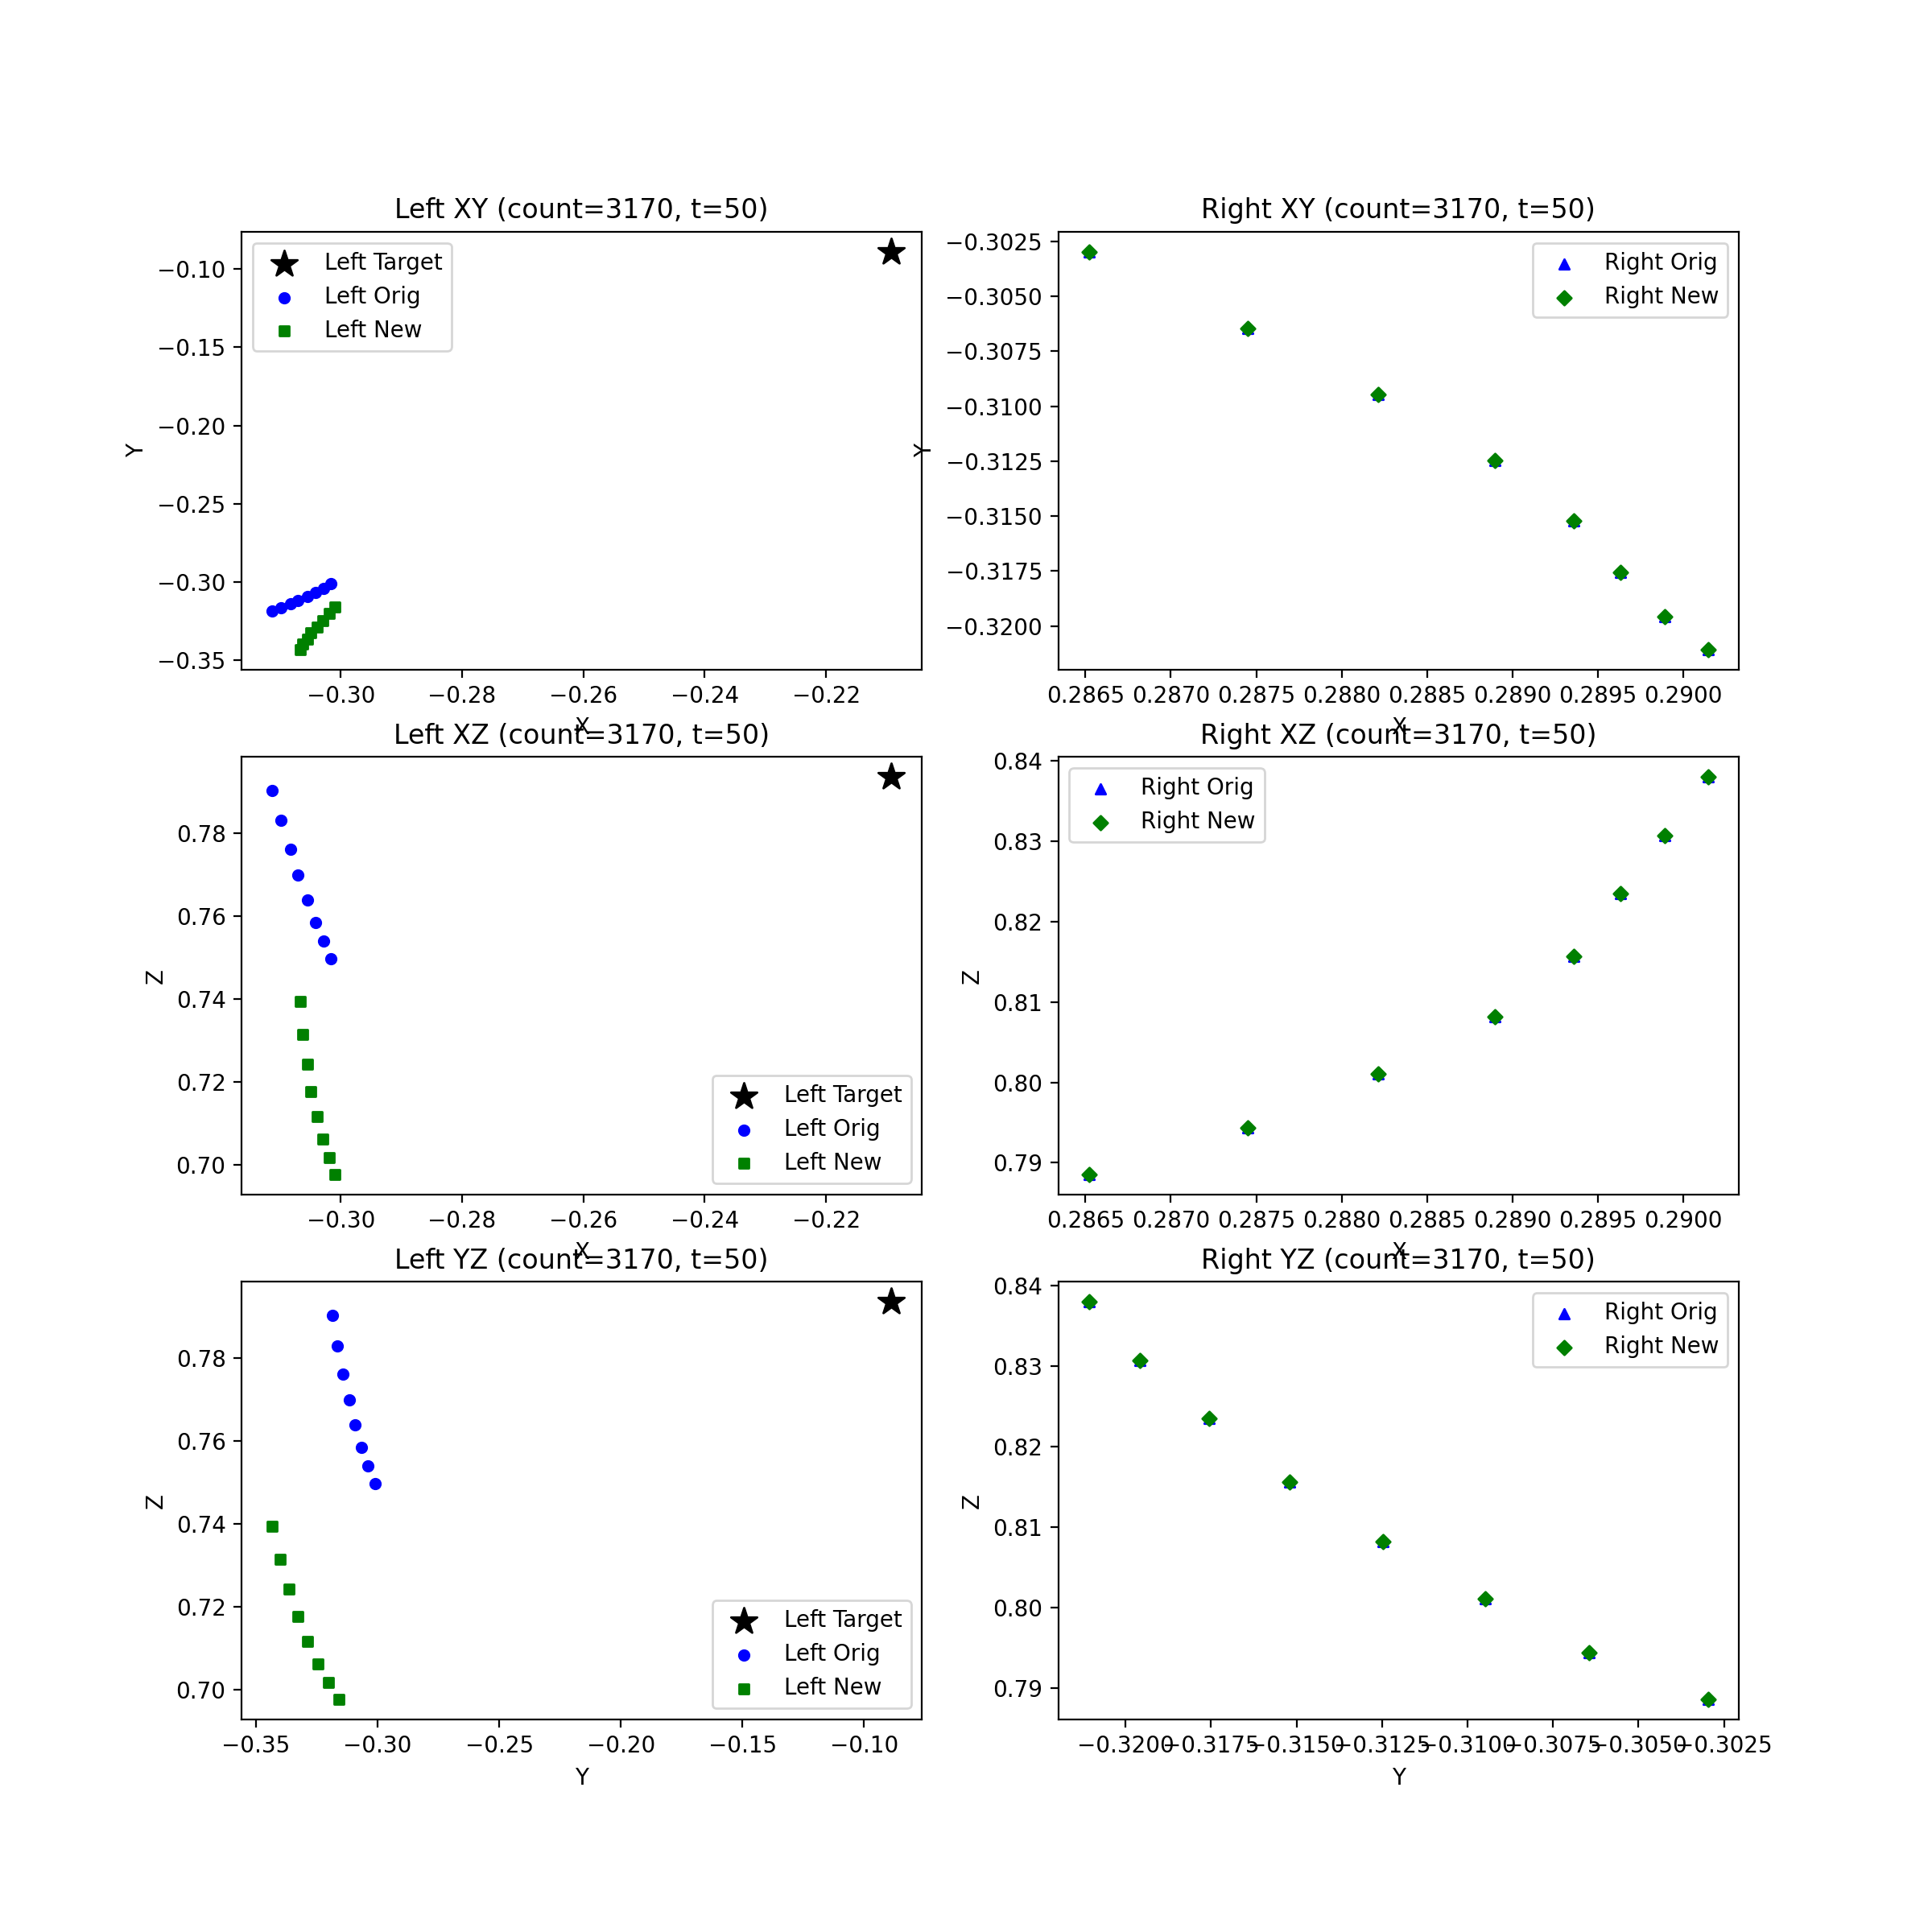 Left XY (count=3170, t=50)
Left Target
Left Orig
Left New
−0.10
−0.15
−0.20
−0.25
−0.30
−0.35
Y
−0.30 −0.28 −0.26 −0.24 −0.22
X
Right XY (count=3170, t=50)
Right Orig
Right New
−0.3025
−0.3050
−0.3075
−0.3100
−0.3125
−0.3150
−0.3175
−0.3200
Y
0.2865 0.2870 0.2875 0.2880 0.2885 0.2890 0.2895 0.2900
X
Left XZ (count=3170, t=50)
0.78
0.76
0.74
0.72
0.70
Z
Left Target
Left Orig
Left New
−0.30 −0.28 −0.26 −0.24 −0.22
X
Right XZ (count=3170, t=50)
Right Orig
Right New
0.84
0.83
0.82
0.81
0.80
0.79
Z
0.2865 0.2870 0.2875 0.2880 0.2885 0.2890 0.2895 0.2900
X
Left YZ (count=3170, t=50)
0.78
0.76
0.74
0.72
0.70
Z
Left Target
Left Orig
Left New
−0.35 −0.30 −0.25 −0.20 −0.15 −0.10
Y
Right YZ (count=3170, t=50)
Right Orig
Right New
0.84
0.83
0.82
0.81
0.80
0.79
Z
−0.3200 −0.3175 −0.3150 −0.3125 −0.3100 −0.3075 −0.3050 −0.3025
Y